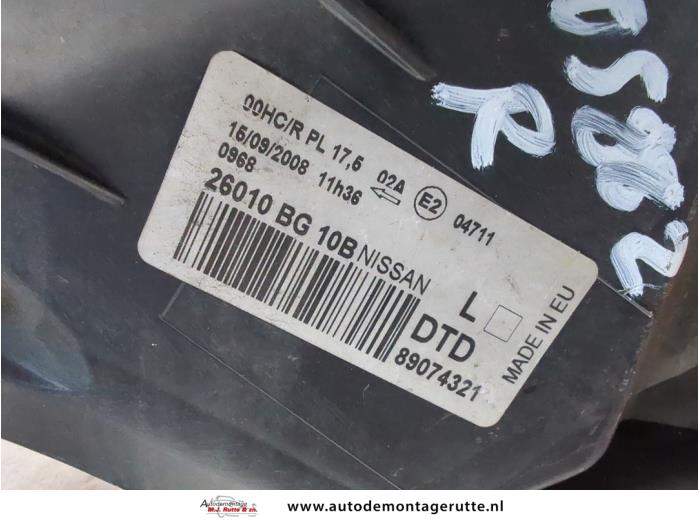 00HC/R PL 17,5 02A E2 04711
15/09/2008 11h36
0968
26010 BG 10B NISSAN
L
DTD
89074321
MADE IN EU
R
Autodemontage
M.J. Rutte & zn.
www.autodemontagerutte.nl